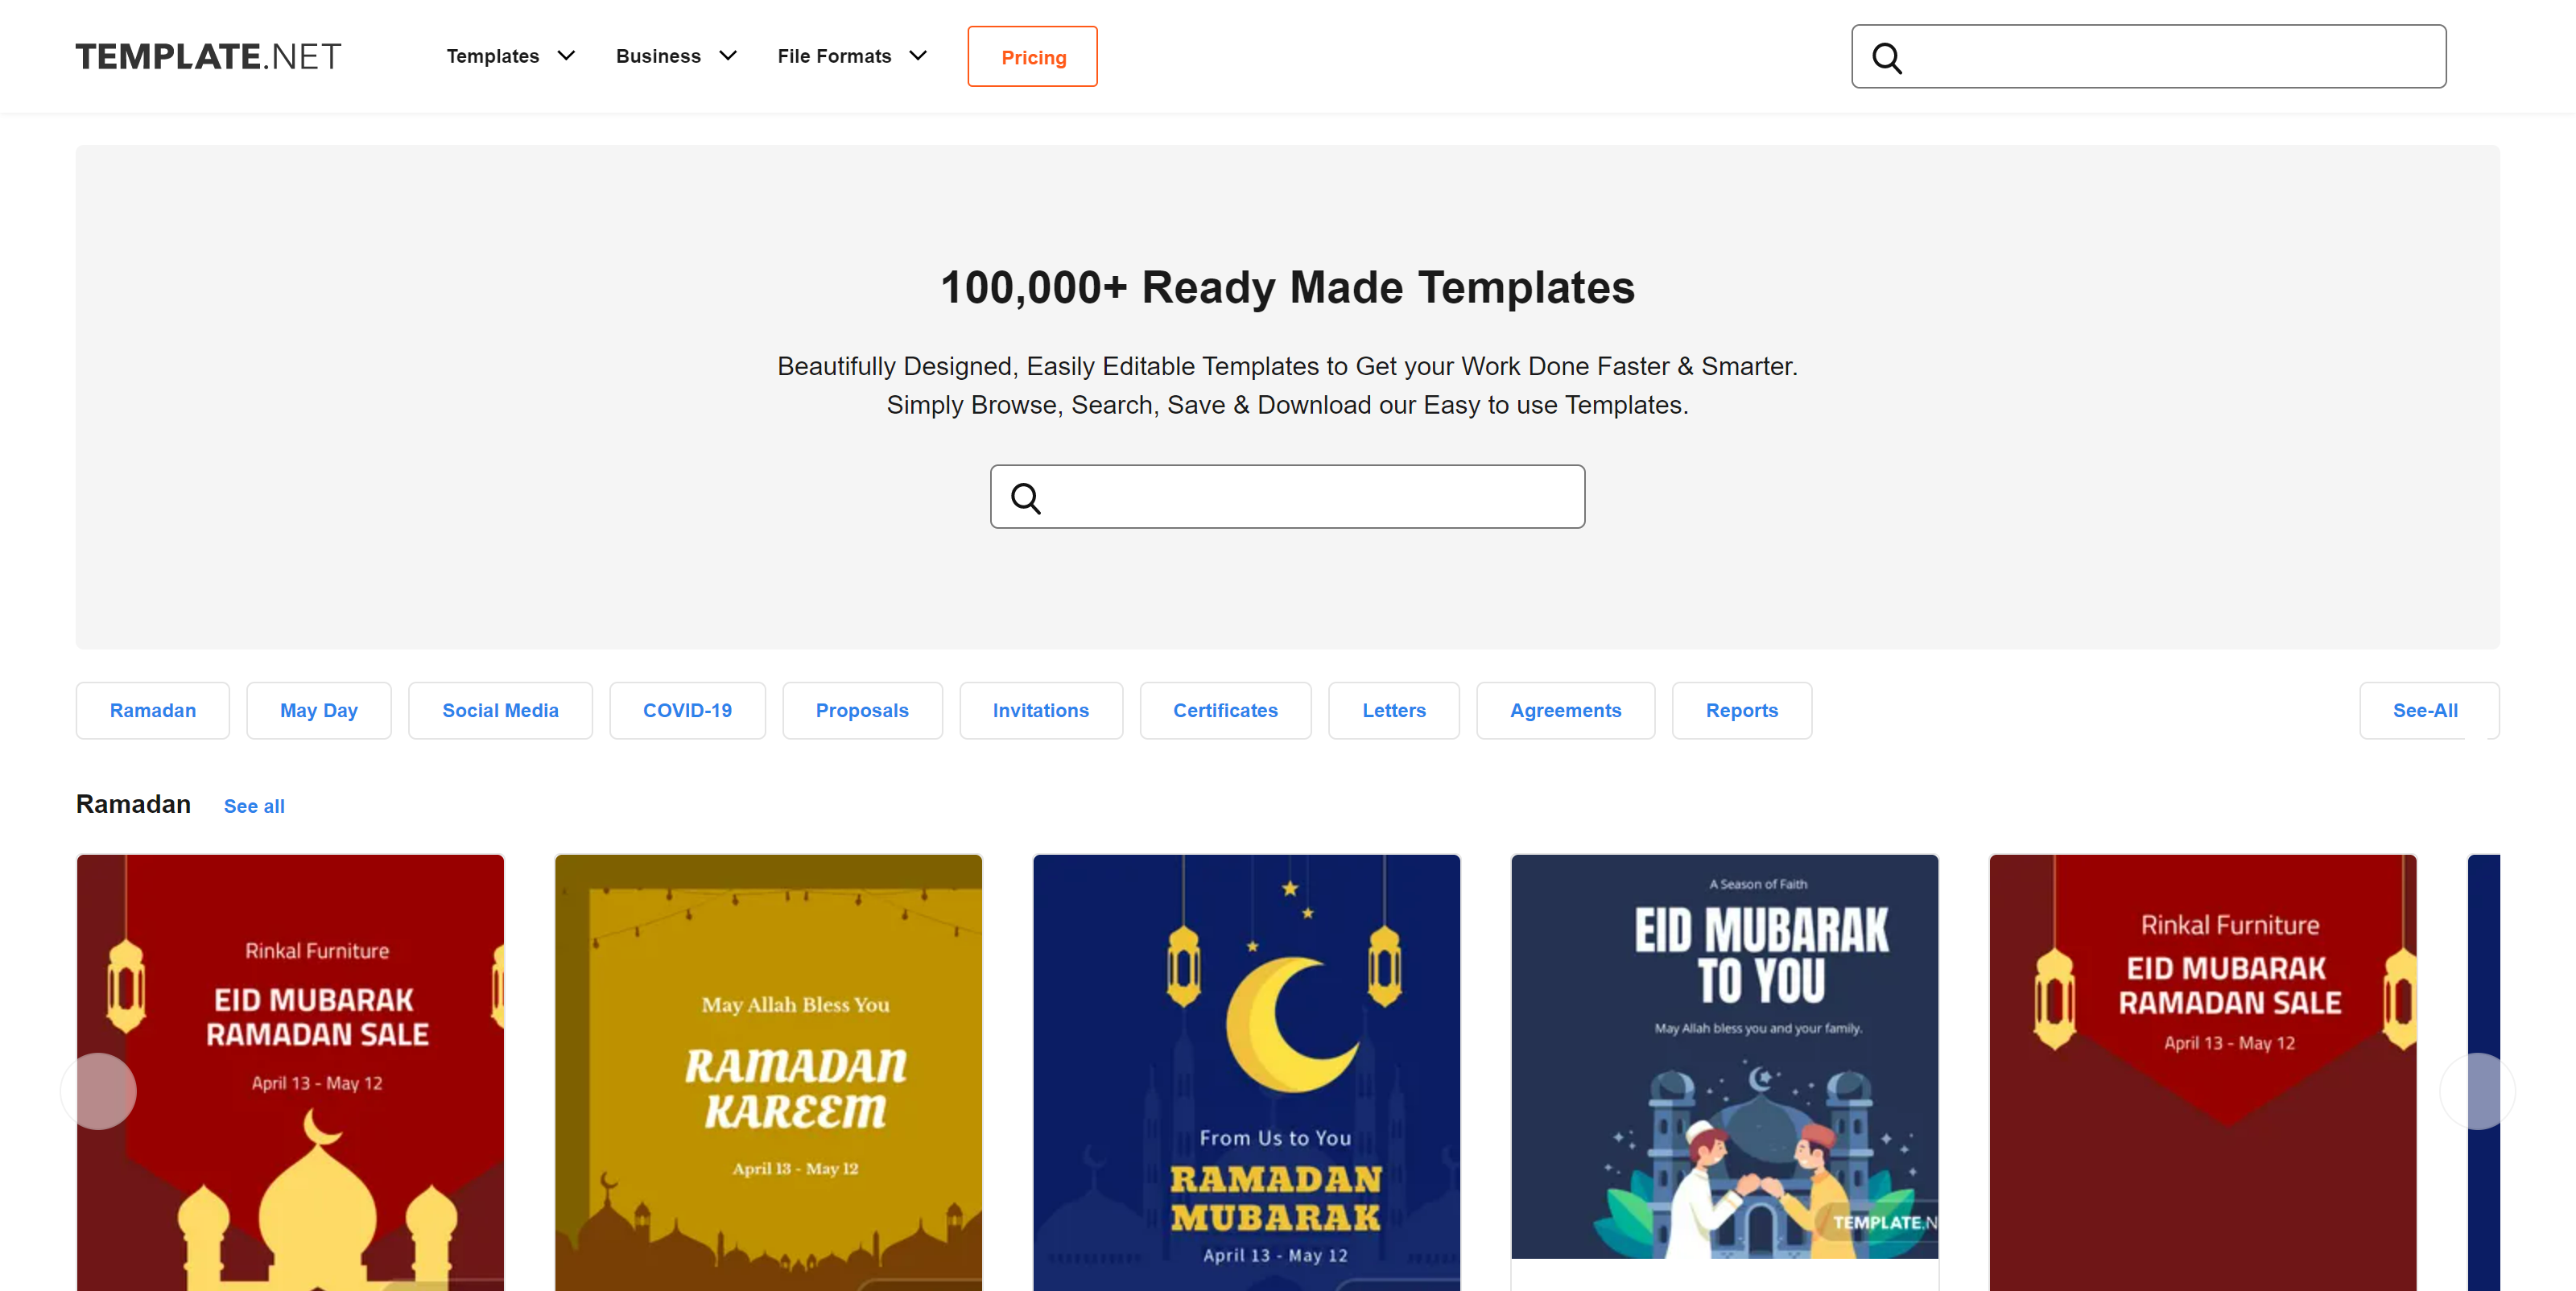 TEMPLATE.NET
Templates
Business
File Formats
Pricing
100,000+ Ready Made Templates
Beautifully Designed, Easily Editable Templates to Get your Work Done Faster & Smarter.
Simply Browse, Search, Save & Download our Easy to use Templates.
Ramadan
May Day
Social Media
COVID-19
Proposals
Invitations
Certificates
Letters
Agreements
Reports
See-All
Ramadan
See all
Rinkal Furniture
EID MUBARAK
RAMADAN SALE
April 13 - May 12
May Allah Bless You
RAMADAN
KAREEM
April 13 - May 12
From Us to You
RAMADAN
MUBARAK
April 13 - May 12
A Season of Faith
EID MUBARAK
TO YOU
May Allah bless you and your family.
TEMPLATE.N
Rinkal Furniture
EID MUBARAK
RAMADAN SALE
April 13 - May 12